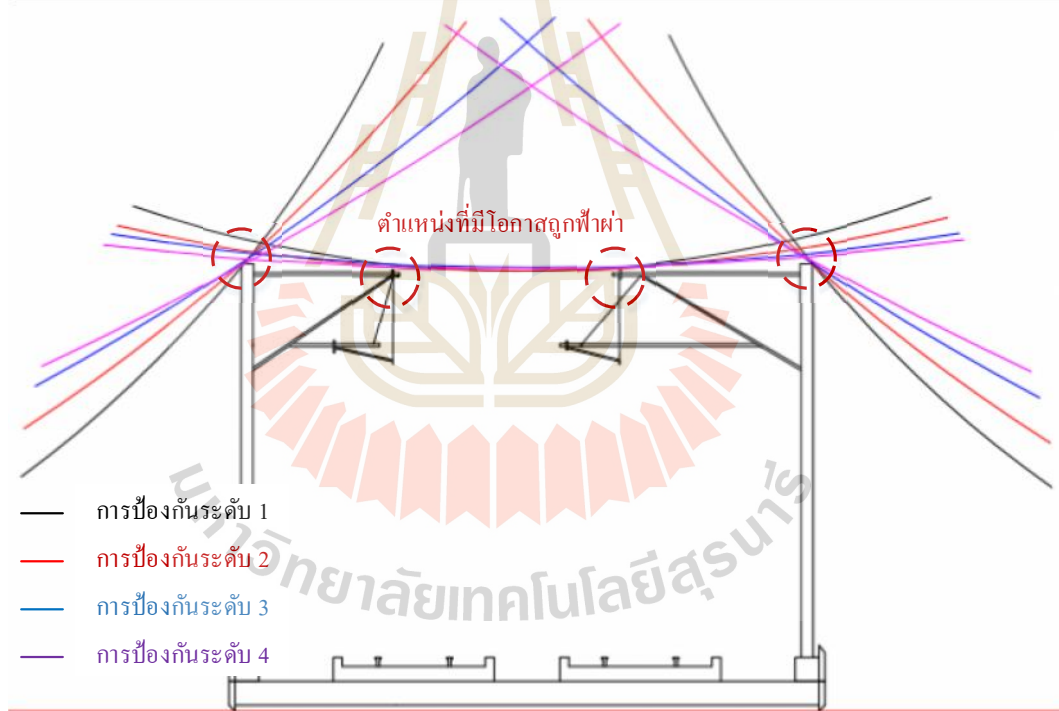 ตำแหน่งที่มีโอกาสถูกฟ้าผ่า
การป้องกันระดับ 1
การป้องกันระดับ 2
การป้องกันระดับ 3
การป้องกันระดับ 4
มหาวิทยาลัยเทคโนโลยีสุรนารี